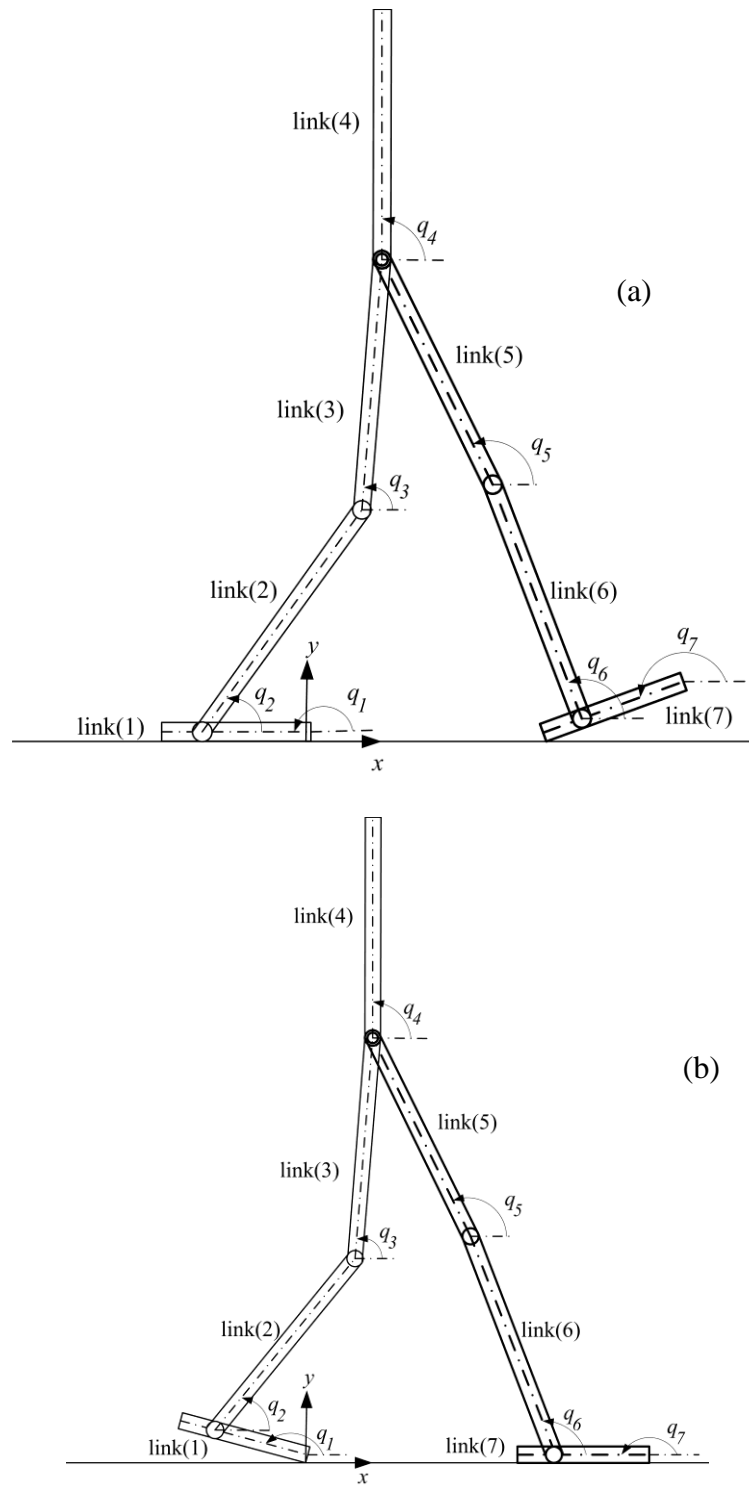 link(4)
q4
(a)
link(5)
link(3)
q5
q3
link(2)
link(6)
y
q7
q6
q2
q1
link(1)
link(7)
x
link(4)
q4
(b)
link(5)
link(3)
q5
q3
link(2)
link(6)
y
q2
q6
q7
q1
link(1)
link(7)
x